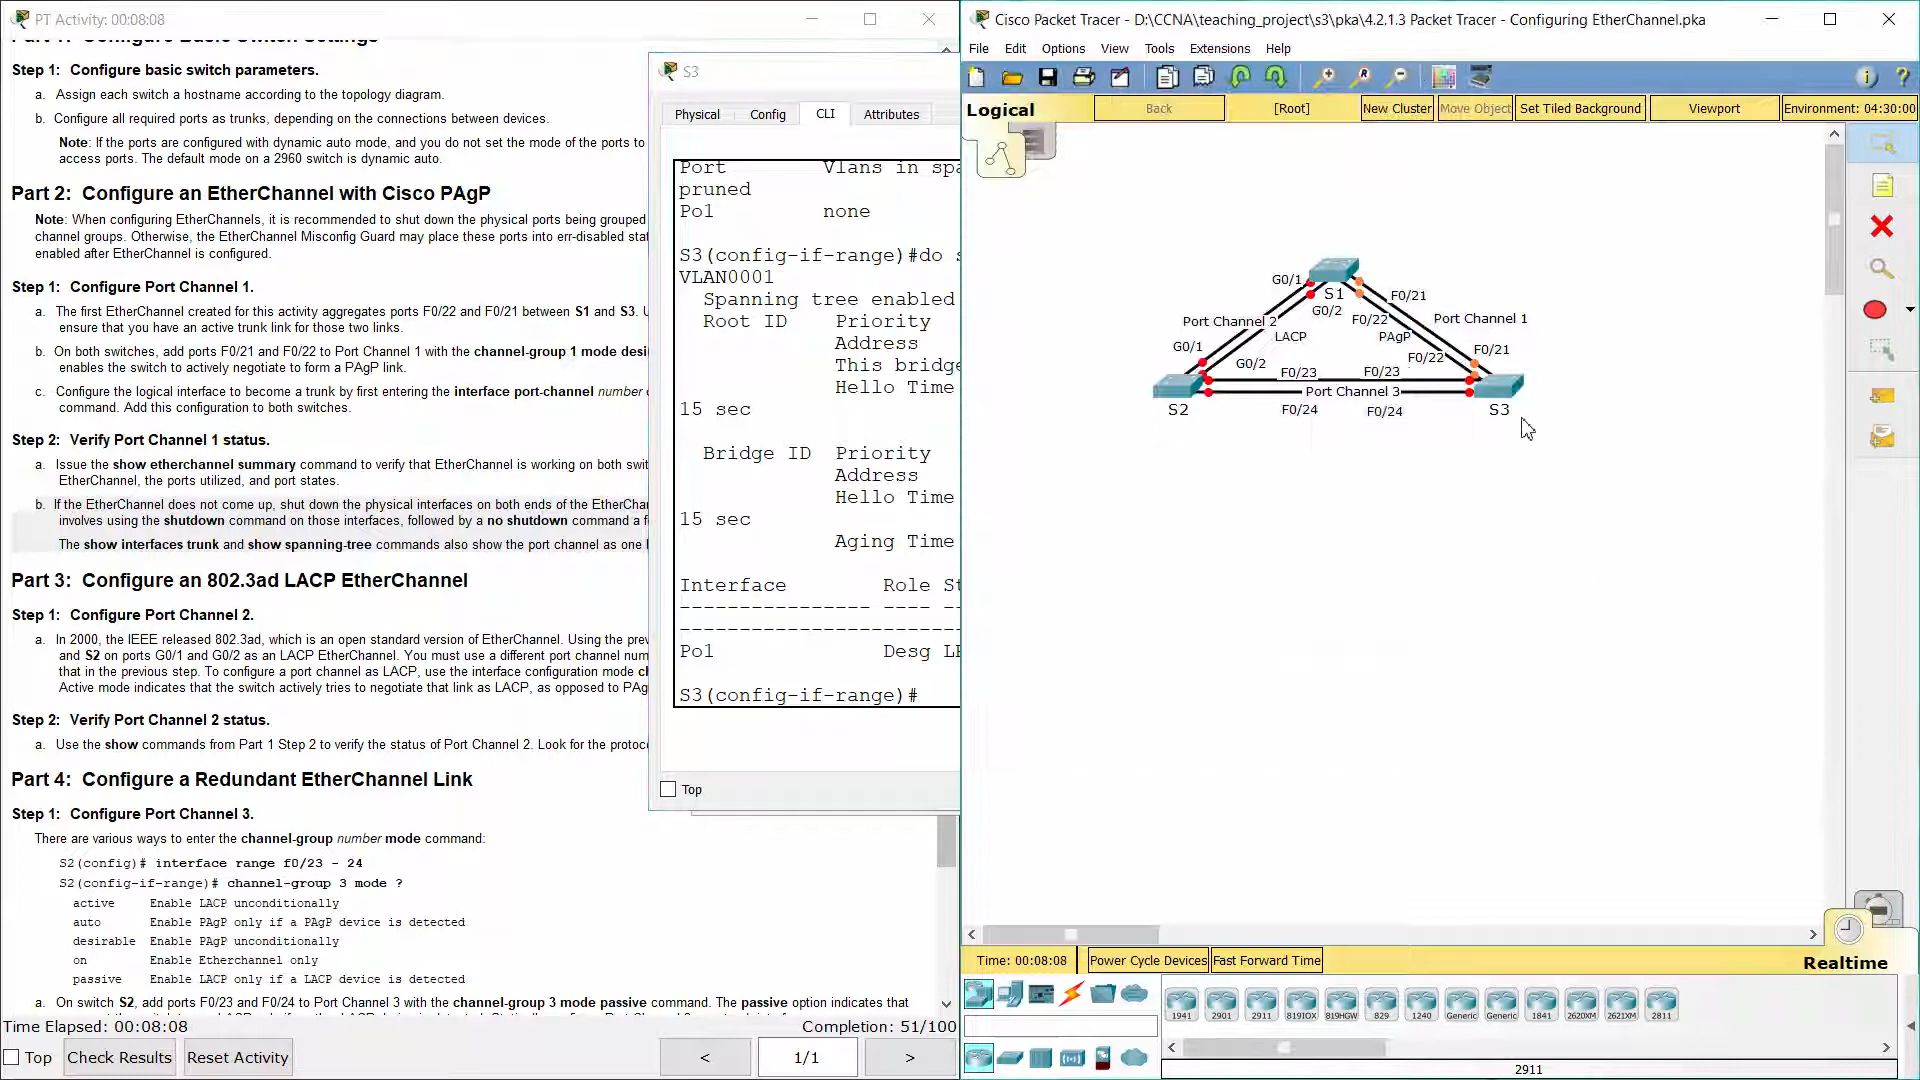 PT Activity: 00:08:08
Step 1: Configure basic switch parameters.
a. Assign each switch a hostname according to the topology diagram.
b. Configure all required ports as trunks, depending on the connections between devices.
Note: If the ports are configured with dynamic auto mode, and you do not set the mode of the ports to
access ports. The default mode on a 2960 switch is dynamic auto.
Part 2: Configure an EtherChannel with Cisco PAgP
Note: When configuring EtherChannels, it is recommended to shut down the physical ports being grouped
channel groups. Otherwise, the EtherChannel Misconfig Guard may place these ports into err-disabled sta
enabled after EtherChannel is configured.
Step 1: Configure Port Channel 1.
a. The first EtherChannel created for this activity aggregates ports F0/22 and F0/21 between S1 and S3. U
ensure that you have an active trunk link for those two links.
b. On both switches, add ports F0/21 and F0/22 to Port Channel 1 with the channel-group 1 mode desi
enables the switch to actively negotiate to form a PAgP link.
c. Configure the logical interface to become a trunk by first entering the interface port-channel number
command. Add this configuration to both switches.
Step 2: Verify Port Channel 1 status.
a. Issue the show etherchannel summary command to verify that EtherChannel is working on both swit
EtherChannel, the ports utilized, and port states.
b. If the EtherChannel does not come up, shut down the physical interfaces on both ends of the EtherChar
involves using the shutdown command on those interfaces, followed by a no shutdown command a f
The show interfaces trunk and show spanning-tree commands also show the port channel as one
Part 3: Configure an 802.3ad LACP EtherChannel
Step 1: Configure Port Channel 2.
a. In 2000, the IEEE released 802.3ad, which is an open standard version of EtherChannel. Using the prev
and S2 on ports G0/1 and G0/2 as an LACP EtherChannel. You must use a different port channel num
that in the previous step. To configure a port channel as LACP, use the interface configuration mode c
Active mode indicates that the switch actively tries to negotiate that link as LACP, as opposed to PAg
Step 2: Verify Port Channel 2 status.
a. Use the show commands from Part 1 Step 2 to verify the status of Port Channel 2. Look for the protoc
Part 4: Configure a Redundant EtherChannel Link
Step 1: Configure Port Channel 3.
There are various ways to enter the channel-group number mode command:
S2(config)# interface range f0/23 - 24
S2(config-if-range)# channel-group 3 mode ?
active Enable LACP unconditionally
auto Enable PAgP only if a PAgP device is detected
desirable Enable PAgP unconditionally
on Enable Etherchannel only
passive Enable LACP only if a LACP device is detected
a. On switch S2, add ports F0/23 and F0/24 to Port Channel 3 with the channel-group 3 mode passive command. The passive option indicates that
Time Elapsed: 00:08:08
Completion: 51/100
Top
Check Results
Reset Activity
<
1/1
>
S3
Physical
Config
CLI
Attributes
Port Vlans in spa
pruned
Po1 none
S3(config-if-range)#do s
VLAN0001
Spanning tree enabled
Root ID Priority
Address
This bridge
Hello Time
15 sec
Bridge ID Priority
Address
Hello Time
15 sec
Aging Time
Interface Role St
---------------- ---- --
Po1 Desg LR
S3(config-if-range)#
Top
Cisco Packet Tracer - D:\CCNA\teaching_project\s3\pka\4.2.1.3 Packet Tracer - Configuring EtherChannel.pka
File Edit Options View Tools Extensions Help
Logical
Back
[Root]
New Cluster
Move Object
Set Tiled Background
Viewport
Environment: 04:30:00
G0/1
S1
F0/21
G0/2
F0/22
Port Channel 2
Port Channel 1
LACP
PAgP
G0/1
F0/21
G0/2
F0/22
F0/23
F0/23
Port Channel 3
S2
F0/24
F0/24
S3
Time: 00:08:08
Power Cycle Devices
Fast Forward Time
Realtime
1941
2901
2911
819IOX
819HGW
829
1240
Generic
Generic
1841
2620XM
2621XM
2811
2911